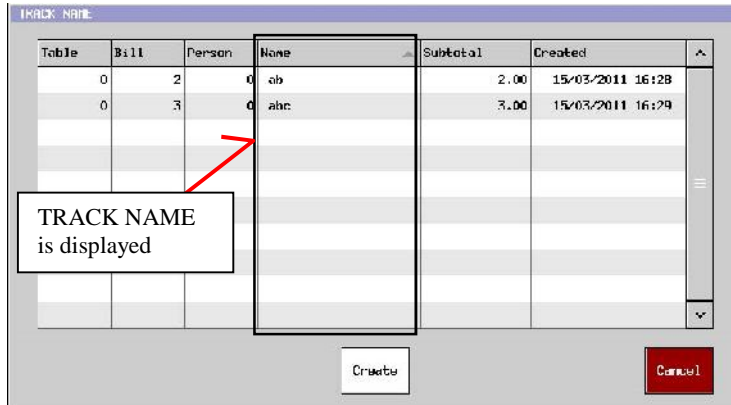 TRACK NAME
Table Bill Person Name Subtotal Created
0 2 0 ab 2.00 15/03/2011 16:28
0 3 0 abc 3.00 15/03/2011 16:29
TRACK NAME
is displayed
Create Cancel